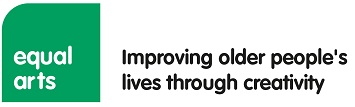 equal
arts
Improving older people's
lives through creativity